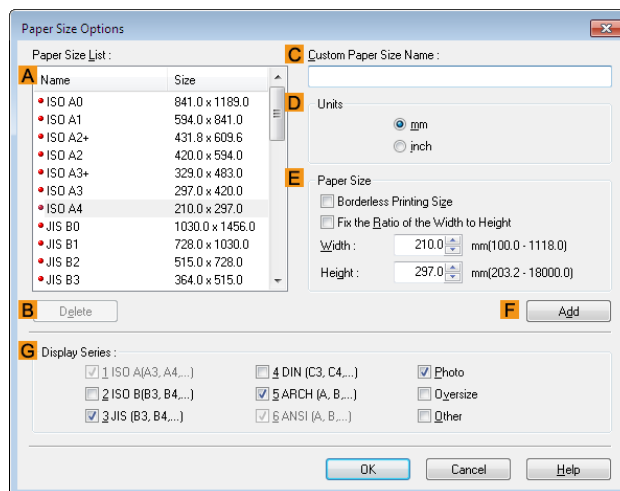 Paper Size Options
Paper Size List :
C Custom Paper Size Name :
A Name Size
ISO A0 841.0 x 1189.0
ISO A1 594.0 x 841.0
ISO A2+ 431.8 x 609.6
ISO A2 420.0 x 594.0
ISO A3+ 329.0 x 483.0
ISO A3 297.0 x 420.0
ISO A4 210.0 x 297.0
JIS B0 1030.0 x 1456.0
JIS B1 728.0 x 1030.0
JIS B2 515.0 x 728.0
JIS B3 364.0 x 515.0
D Units
mm
inch
E Paper Size
Borderless Printing Size
Fix the Ratio of the Width to Height
Width : 210.0 mm(100.0 - 1118.0)
Height : 297.0 mm(203.2 - 18000.0)
B Delete
F Add
G Display Series :
1 ISO A(A3, A4,...) 4 DIN (C3, C4,...) Photo
2 ISO B(B3, B4,...) 5 ARCH (A, B,...) Oversize
3 JIS (B3, B4,...) 6 ANSI (A, B,...) Other
OK Cancel Help